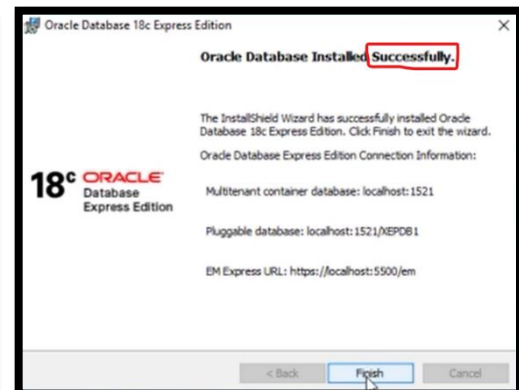 Oracle Database 18c Express Edition
Oracle Database Installed Successfully.
The InstallShield Wizard has successfully installed Oracle
Database 18c Express Edition. Click Finish to exit the wizard.
Oracle Database Express Edition Connection Information:
18c ORACLE
Database
Express Edition
Multitenant container database: localhost:1521
Pluggable database: localhost:1521/XEPDB1
EM Express URL: https://localhost:5500/em
< Back Finish Cancel